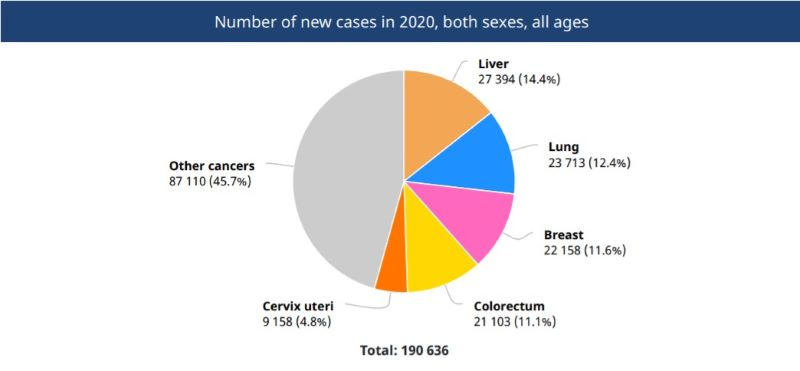 Number of new cases in 2020, both sexes, all ages
Liver
27 394 (14.4%)
Lung
23 713 (12.4%)
Breast
22 158 (11.6%)
Colorectum
21 103 (11.1%)
Cervix uteri
9 158 (4.8%)
Other cancers
87 110 (45.7%)
Total: 190 636